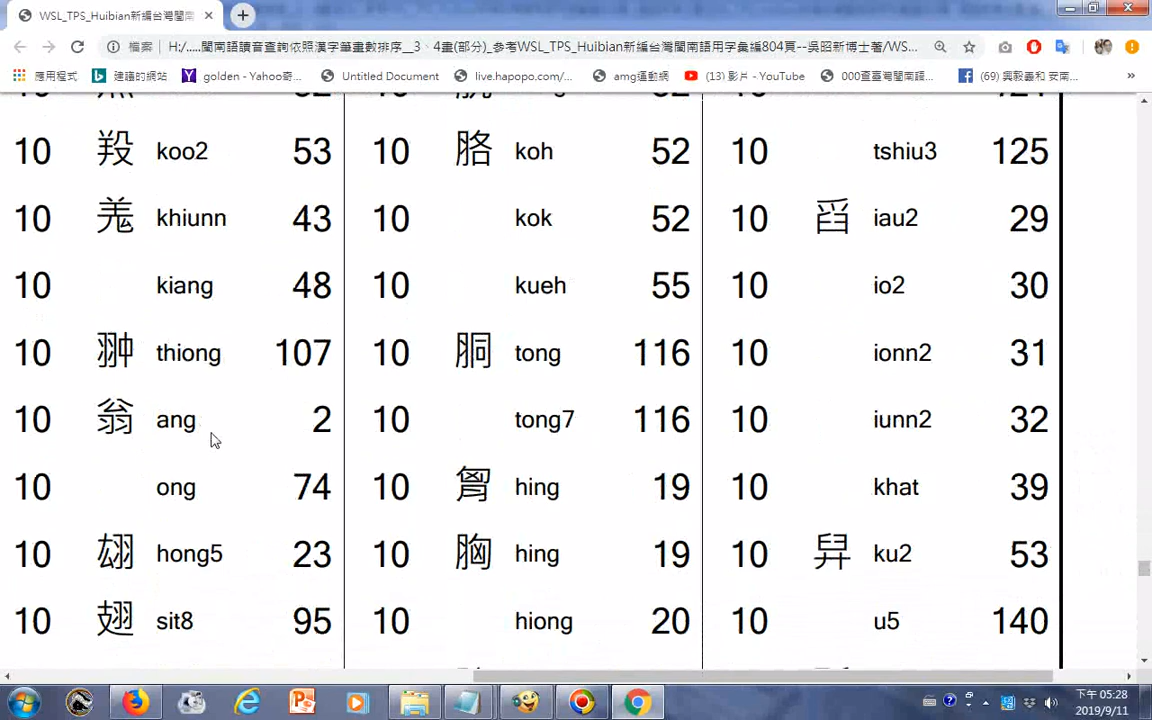 WSL_TPS_Huibian新編台灣閩南
檔案 H:/.....閩南語讀音查詢依照漢字筆畫數排序__3、4畫(部分)_參考WSL_TPS_Huibian新編台灣閩南語用字彙編804頁--吳昭新博士著/WS...
應用程式 建議的網站 golden - Yahoo奇... Untitled Document live.hapopo.com/... amg運動網 (13) 影片 - YouTube 000查臺灣閩南語... (69) 興毅義和 安南... »
10 羖 koo2 53 10 胳 koh 52 10 tshiu3 125
10 羗 khiunn 43 10 kok 52 10 舀 iau2 29
10 kiang 48 10 kueh 55 10 io2 30
10 翀 thiong 107 10 胴 tong 116 10 ionn2 31
10 翁 ang 2 10 tong7 116 10 iunn2 32
10 ong 74 10 胷 hing 19 10 khat 39
10 翃 hong5 23 10 胸 hing 19 10 舁 ku2 53
10 翅 sit8 95 10 hiong 20 10 u5 140
下午 05:28
2019/9/11